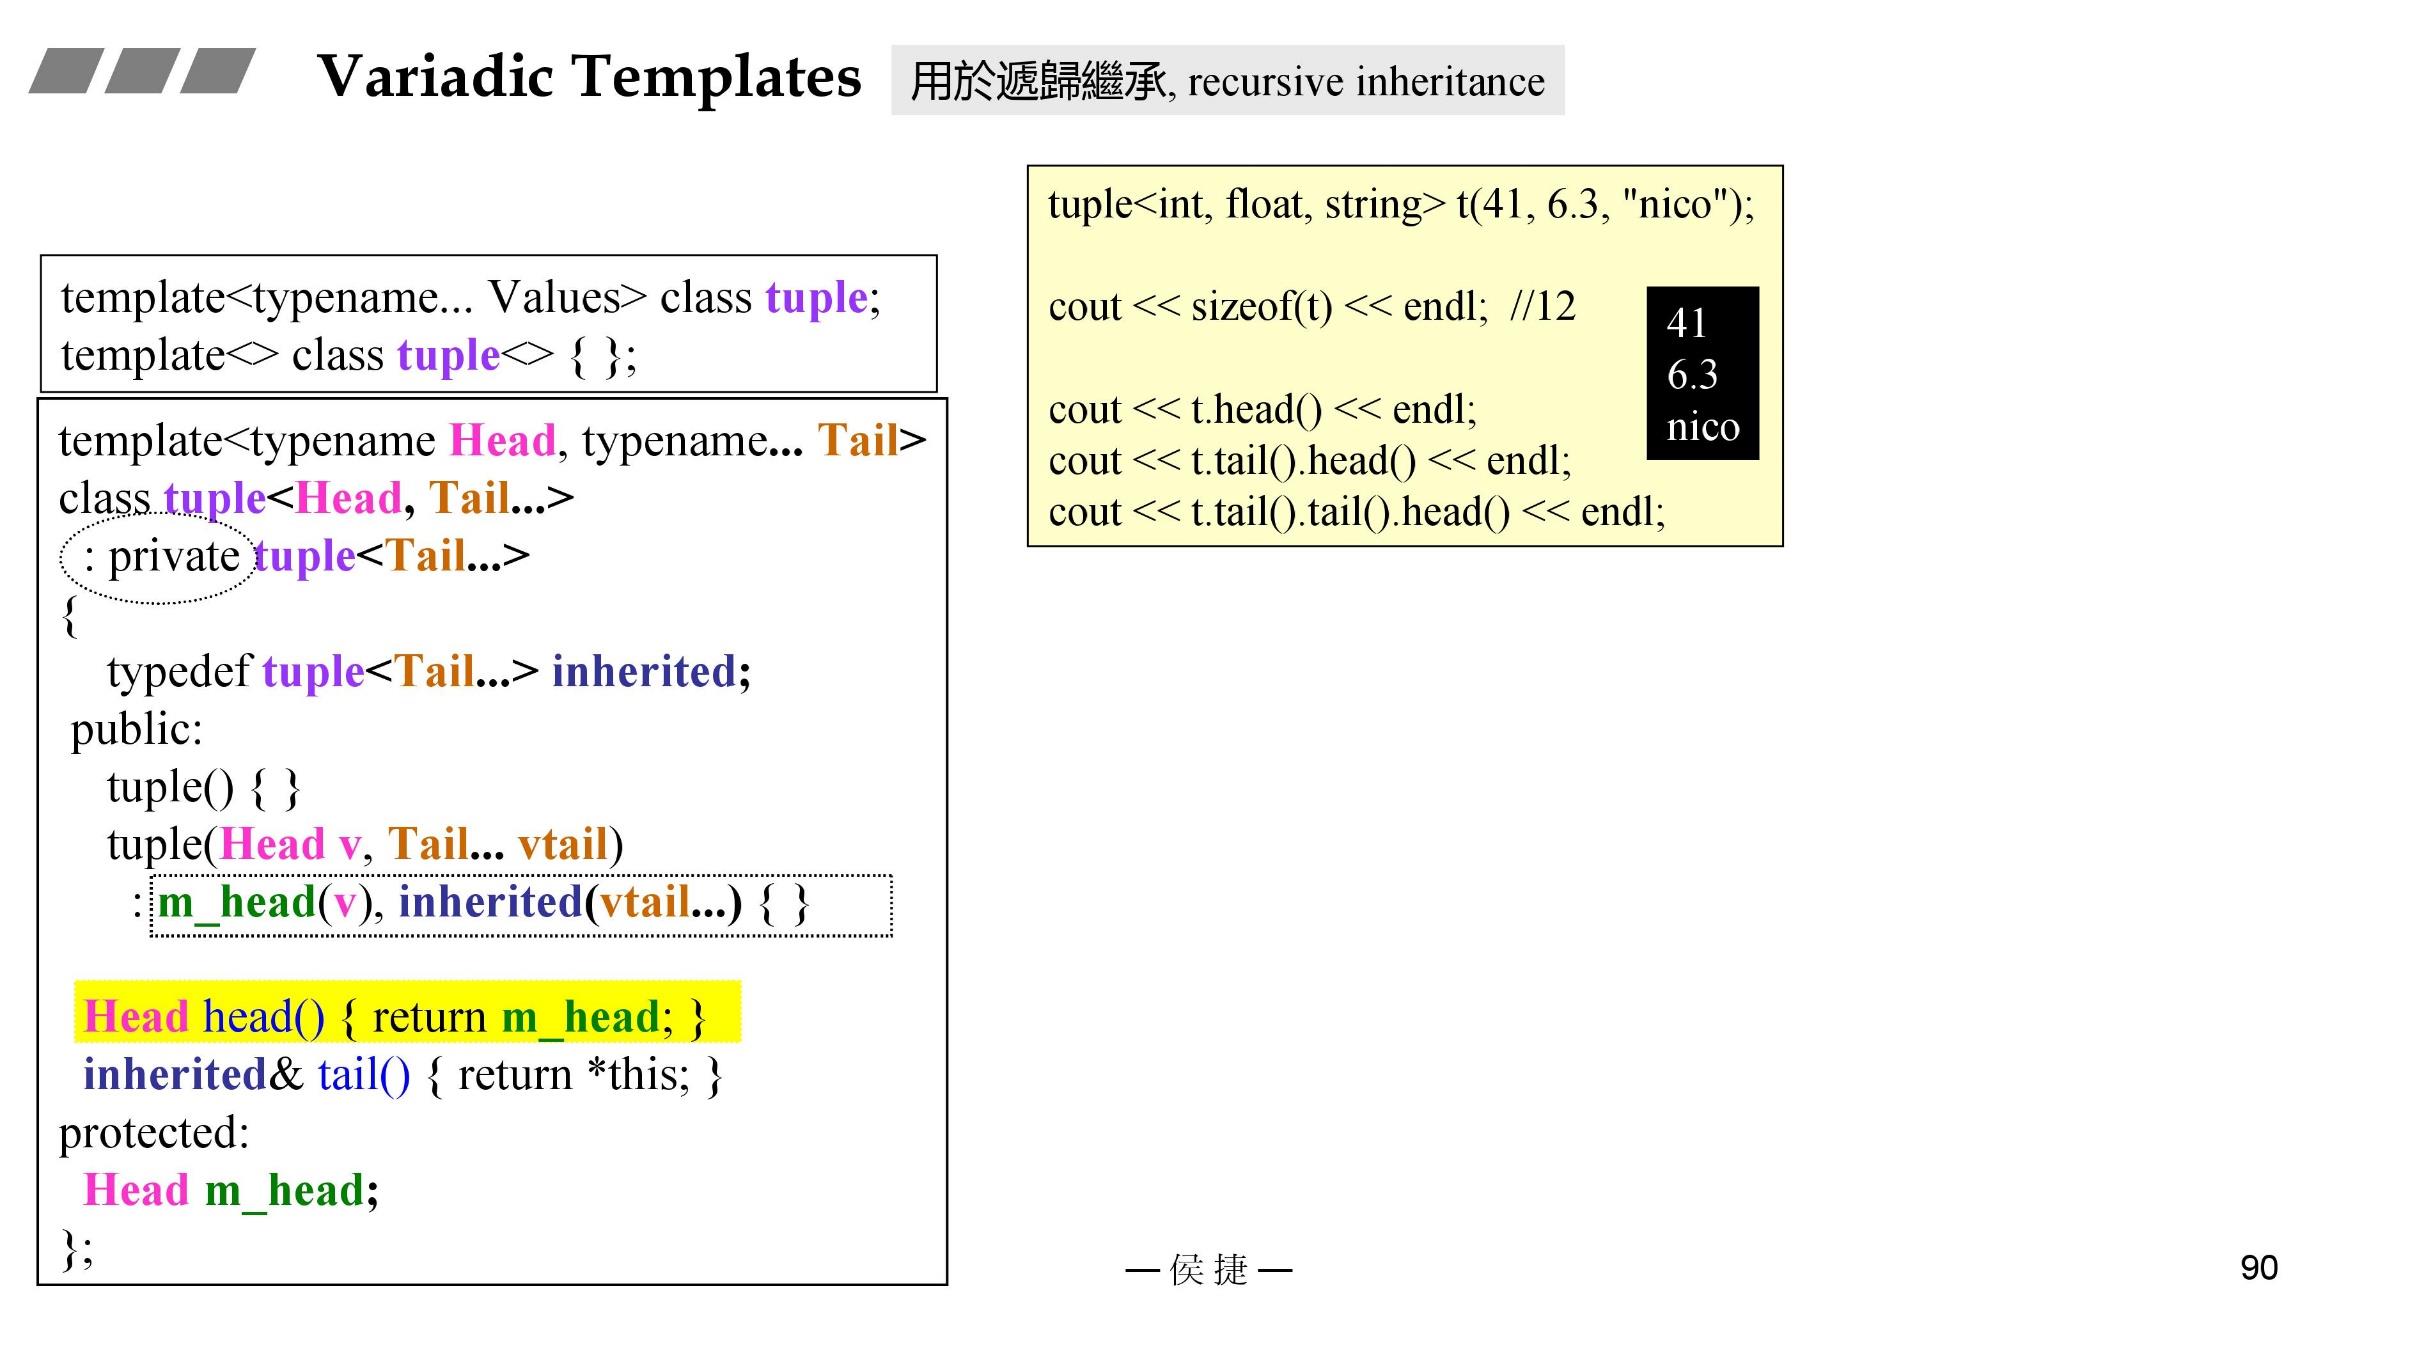 Variadic Templates
用於遞歸繼承, recursive inheritance
template<typename... Values> class tuple;
template<> class tuple<> { };
template<typename Head, typename... Tail>
class tuple<Head, Tail...>
: private tuple<Tail...>
{
typedef tuple<Tail...> inherited;
public:
tuple() { }
tuple(Head v, Tail... vtail)
: m_head(v), inherited(vtail...) { }
Head head() { return m_head; }
inherited& tail() { return *this; }
protected:
Head m_head;
};
tuple<int, float, string> t(41, 6.3, "nico");
cout << sizeof(t) << endl; //12
cout << t.head() << endl;
cout << t.tail().head() << endl;
cout << t.tail().tail().head() << endl;
41
6.3
nico
— 侯 捷 —
90